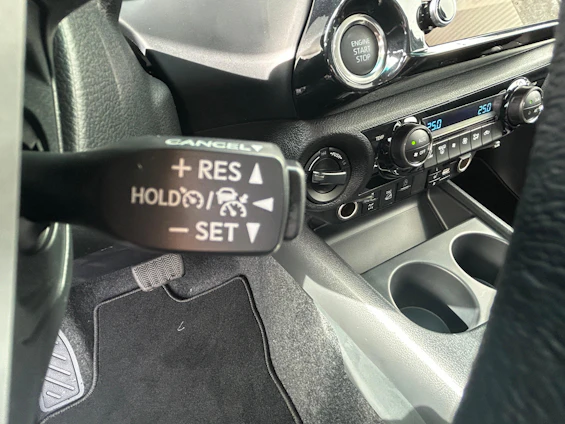 ENGINE
START
STOP
25.0
25.0
CANCEL
+ RES
HOLD /
- SET